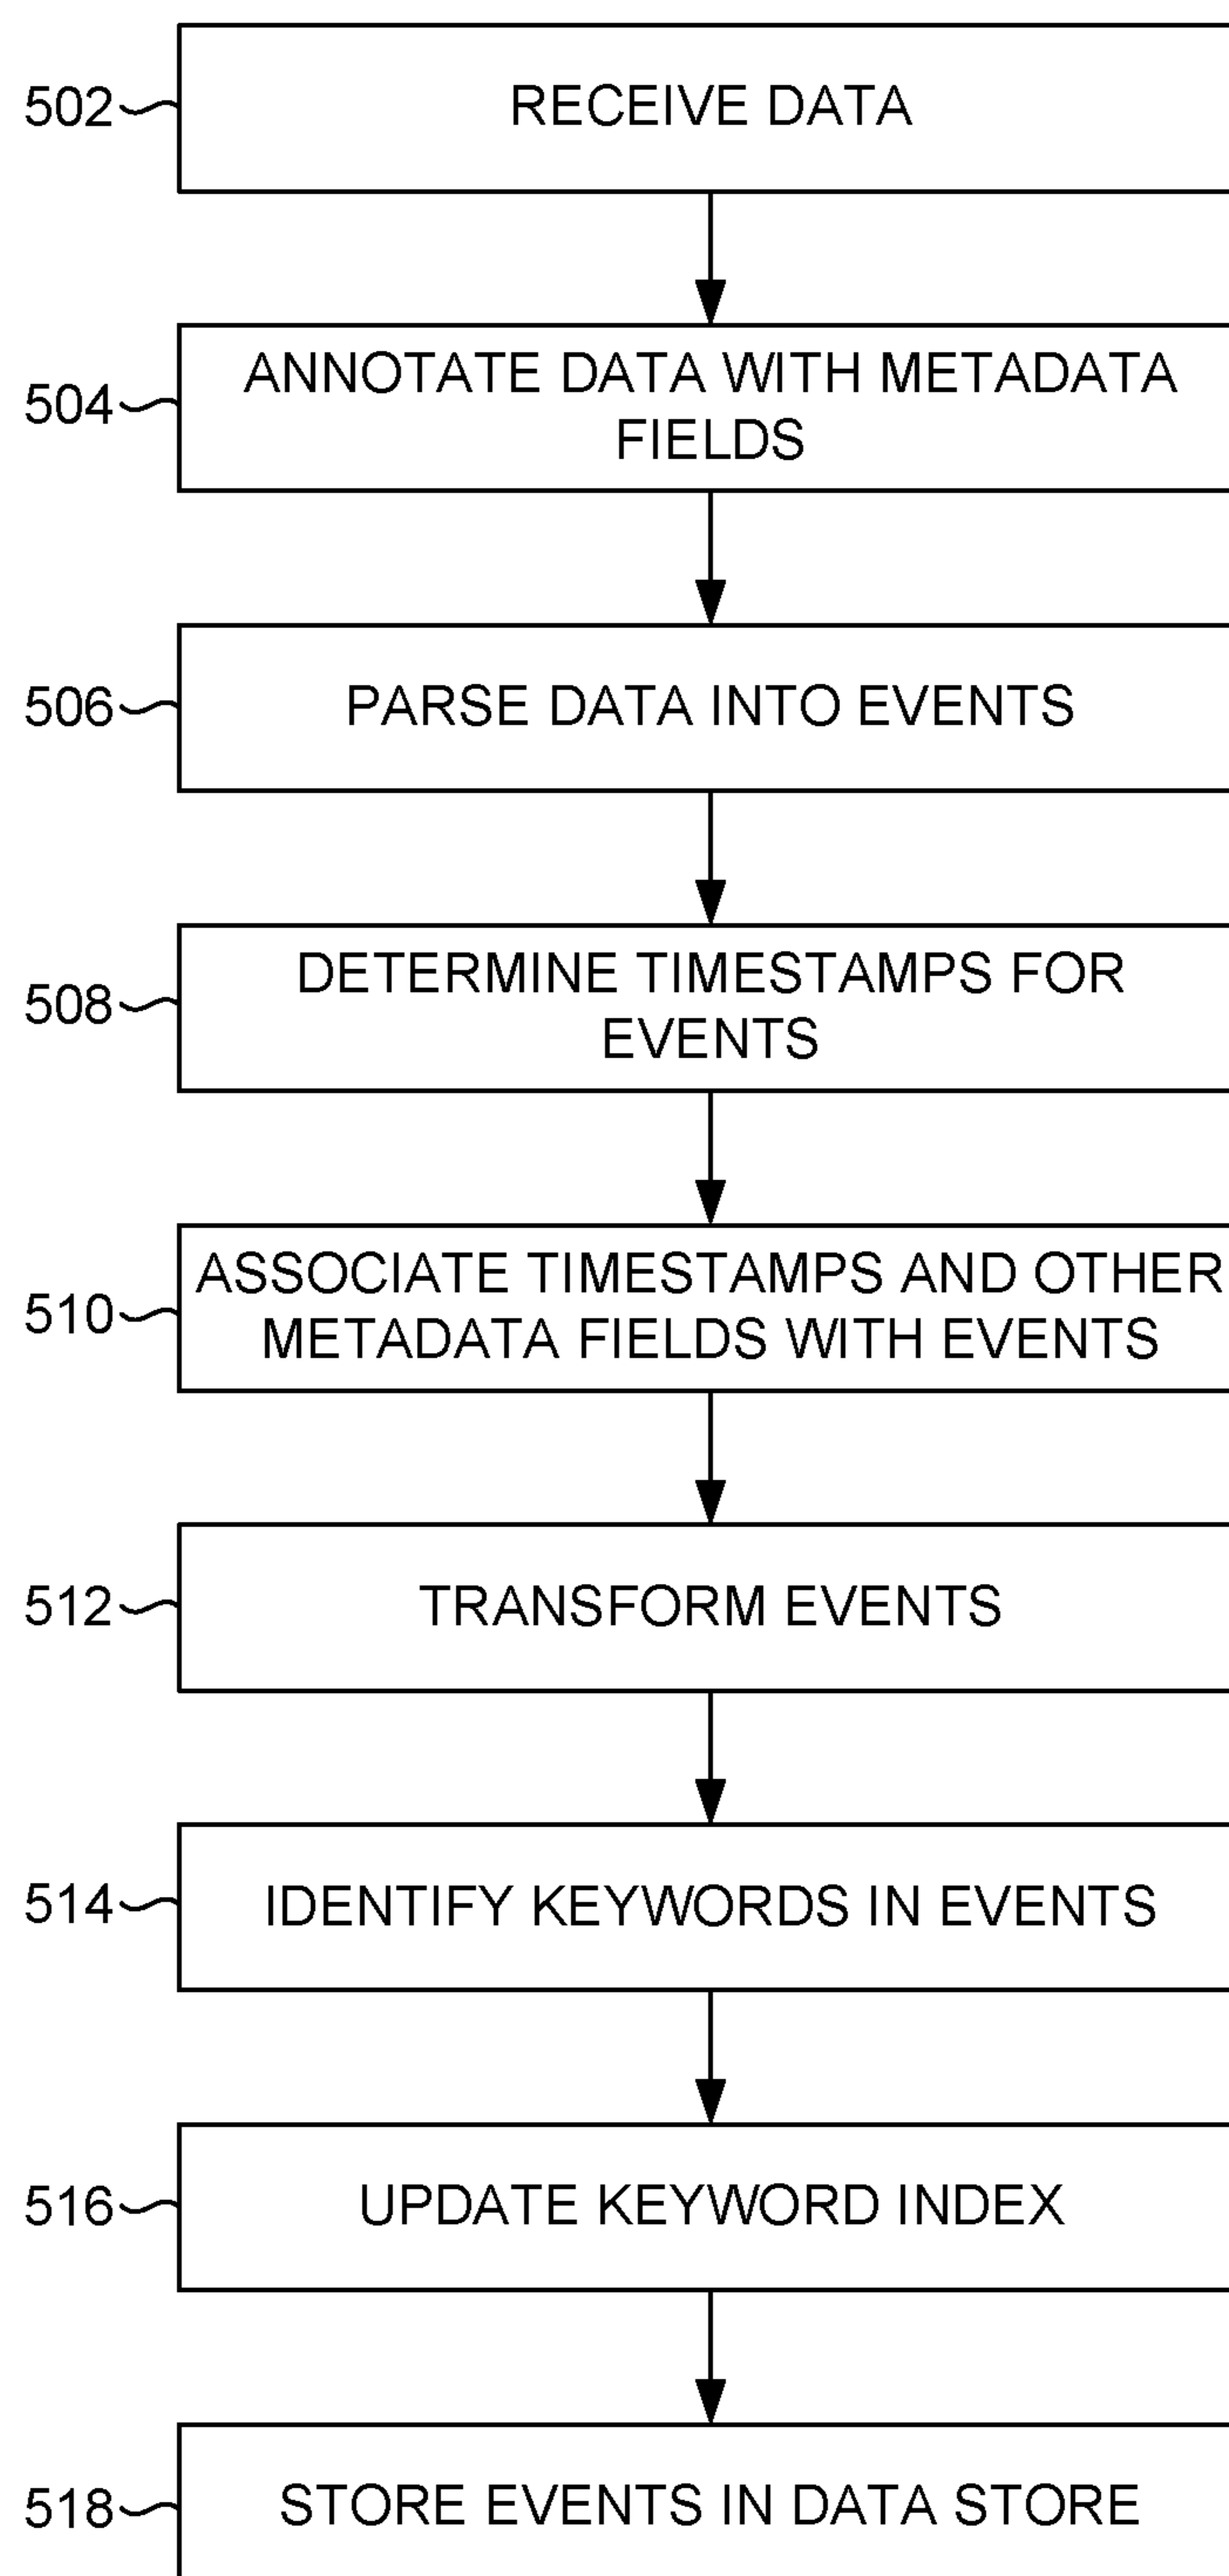 502
RECEIVE DATA
504
ANNOTATE DATA WITH METADATA
FIELDS
506
PARSE DATA INTO EVENTS
508
DETERMINE TIMESTAMPS FOR
EVENTS
510
ASSOCIATE TIMESTAMPS AND OTHER
METADATA FIELDS WITH EVENTS
512
TRANSFORM EVENTS
514
IDENTIFY KEYWORDS IN EVENTS
516
UPDATE KEYWORD INDEX
518
STORE EVENTS IN DATA STORE